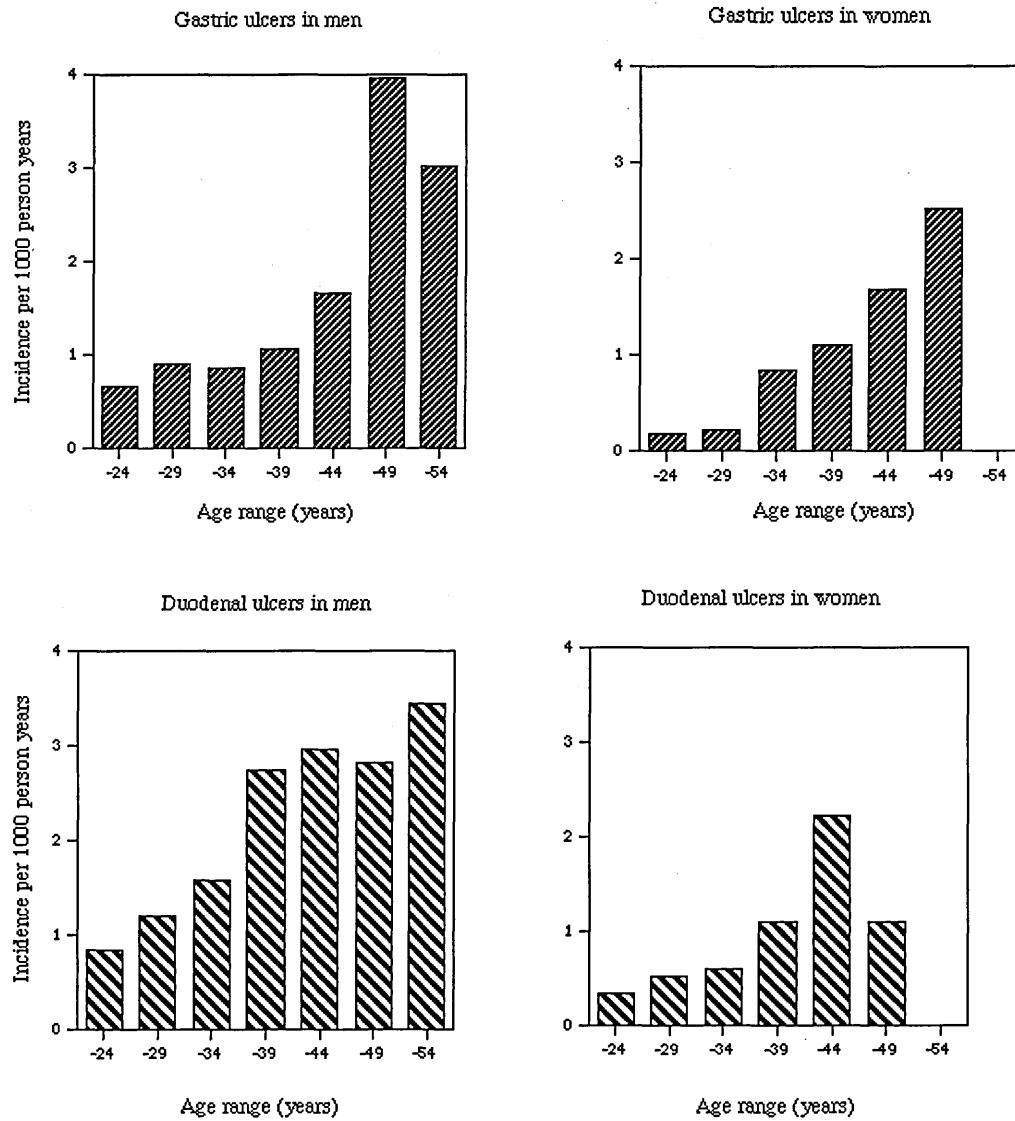 Gastric ulcers in men
Incidence per 1000 person years
4
3
2
1
0
-24 -29 -34 -39 -44 -49 -54
Age range (years)
Gastric ulcers in women
4
3
2
1
0
-24 -29 -34 -39 -44 -49 -54
Age range (years)
Duodenal ulcers in men
Incidence per 1000 person years
4
3
2
1
0
-24 -29 -34 -39 -44 -49 -54
Age range (years)
Duodenal ulcers in women
4
3
2
1
0
-24 -29 -34 -39 -44 -49 -54
Age range (years)